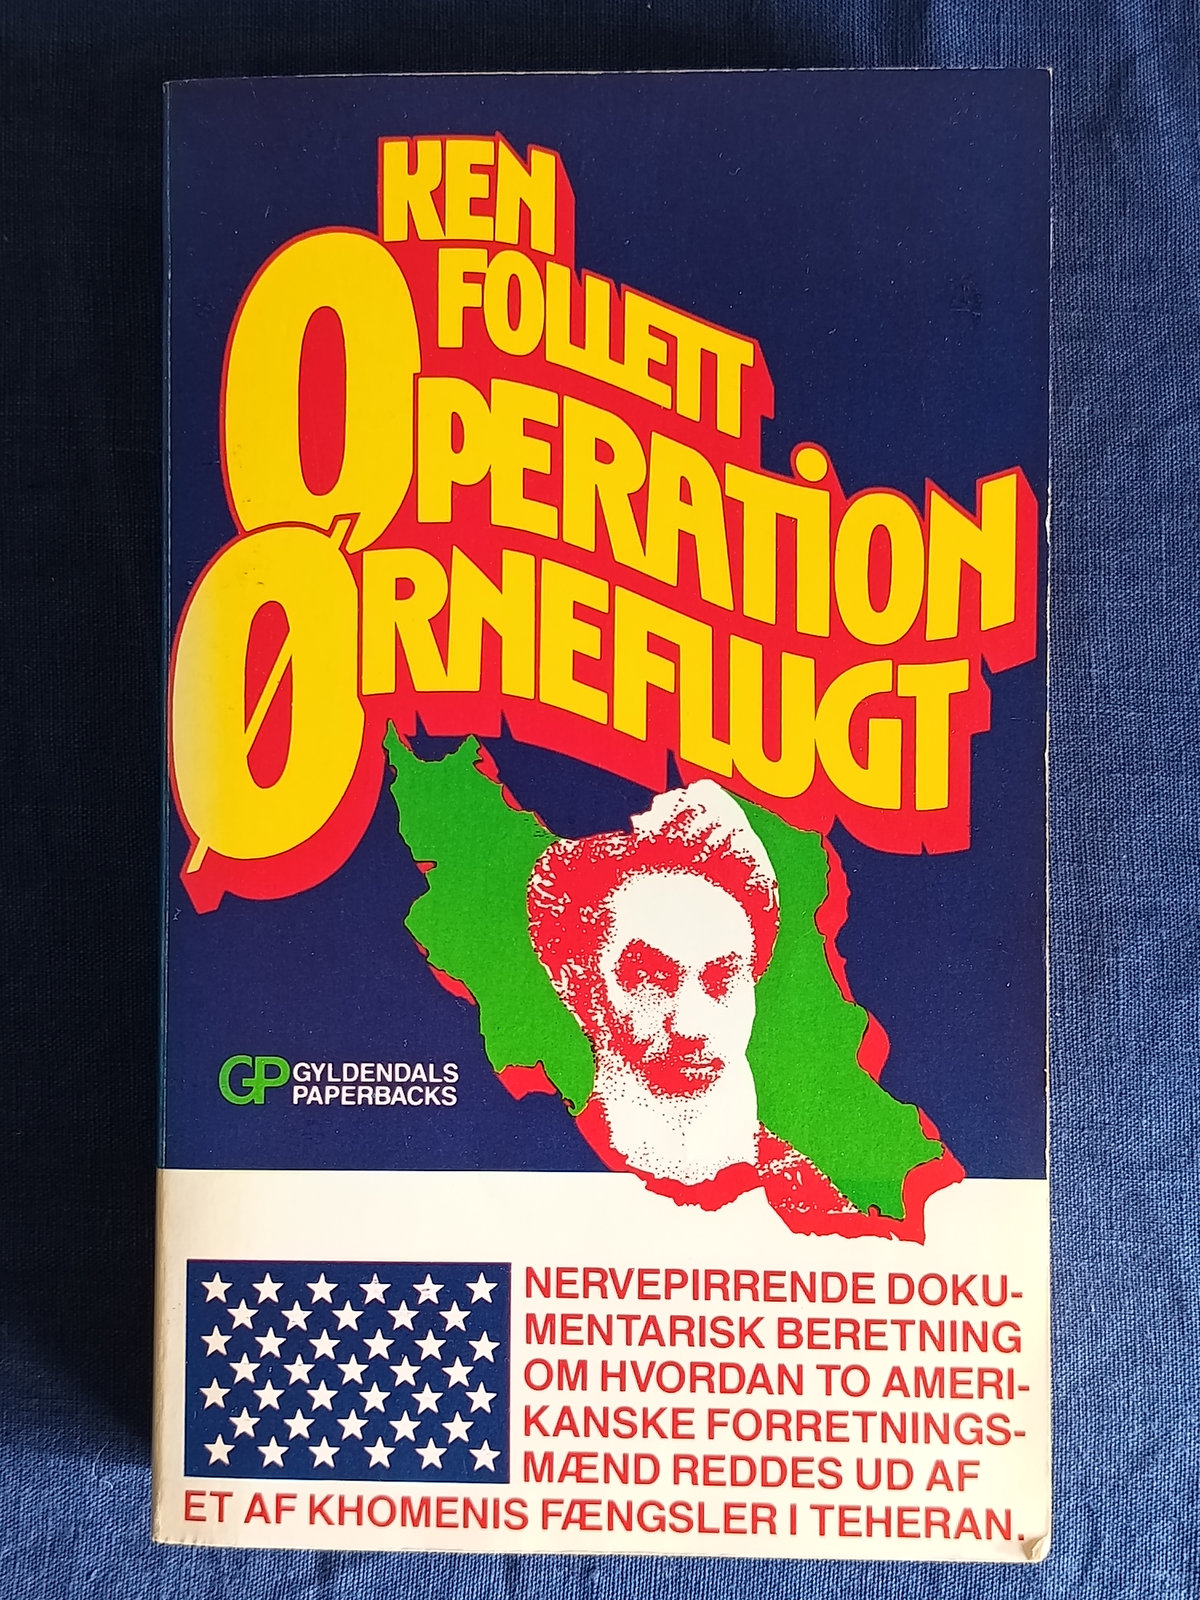 KEN
FOLLETT
OPERATION
ØRNEFLUGT
GP GYLDENDALS
PAPERBACKS
NERVEPIRRENDE DOKU-
MENTARISK BERETNING
OM HVORDAN TO AMERI-
KANSKE FORRETNINGS-
MÆND REDDES UD AF
ET AF KHOMENIS FÆNGSLER I TEHERAN.